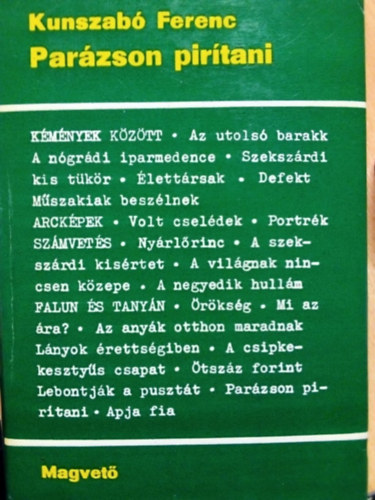 Kunszabó Ferenc
Parázson pirítani
KÉMÉNYEK KÖZÖTT • Az utolsó barakk
A nógrádi iparmedence • Szekszárdi
kis tükör • Élettársak • Defekt
Műszakiak beszélnek
ARCKÉPEK • Volt cselédek • Portrék
SZÁMVETÉS • Nyárlőrinc • A szek-
szárdi kisértet • A világnak nin-
csen közepe • A negyedik hullám
FALUN ÉS TANYÁN • Örökség • Mi az
ára? • Az anyák otthon maradnak
Lányok érettségiben • A csipke-
kesztyűs csapat • Ötszáz forint
Lebontják a pusztát • Parázson pi-
rítani • Apja fia
Magvető